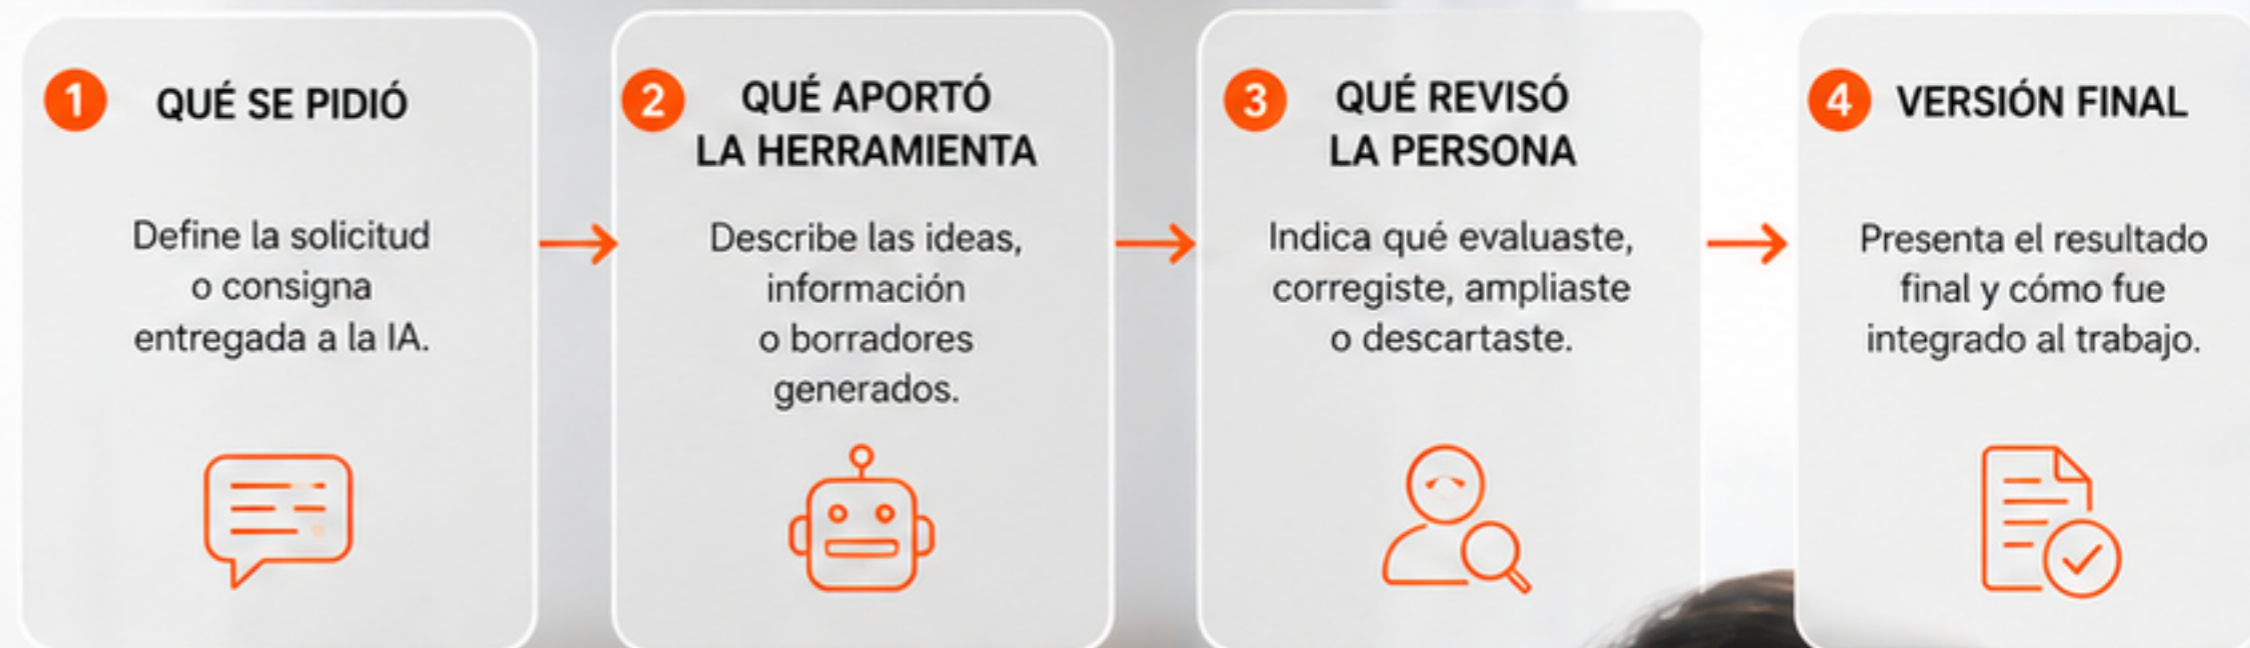 1 QUÉ SE PIDIÓ
Define la solicitud
o consigna
entregada a la IA.
2 QUÉ APORTÓ
LA HERRAMIENTA
Describe las ideas,
información
o borradores
generados.
3 QUÉ REVISÓ
LA PERSONA
Indica qué evaluaste,
corregiste, ampliaste
o descartaste.
4 VERSIÓN FINAL
Presenta el resultado
final y cómo fue
integrado al trabajo.